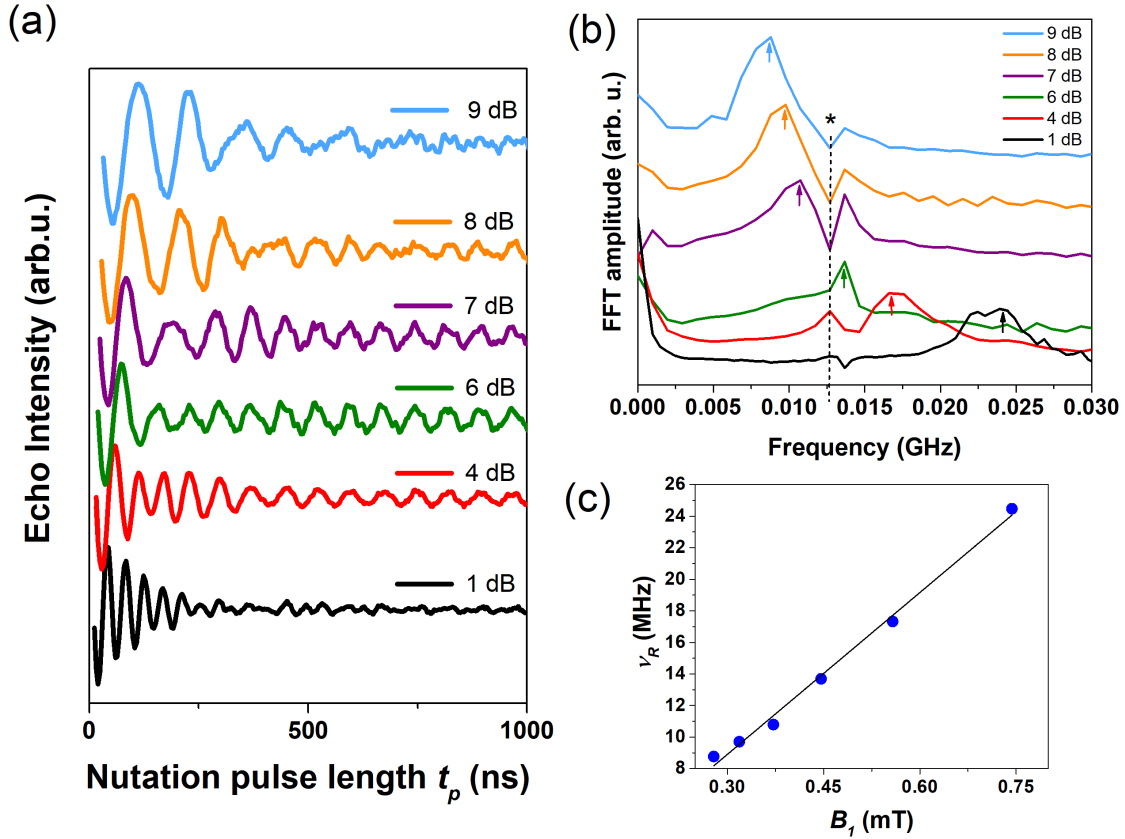 (a)
Echo Intensity (arb.u.)
9 dB
8 dB
7 dB
6 dB
4 dB
1 dB
0 500 1000
Nutation pulse length tₚ (ns)
(b)
FFT amplitude (arb. u.)
9 dB
8 dB
7 dB
6 dB
4 dB
1 dB
*
0.000 0.005 0.010 0.015 0.020 0.025 0.030
Frequency (GHz)
(c)
ν_R (MHz)
26
24
22
20
18
16
14
12
10
8
0.30 0.45 0.60 0.75
B₁ (mT)